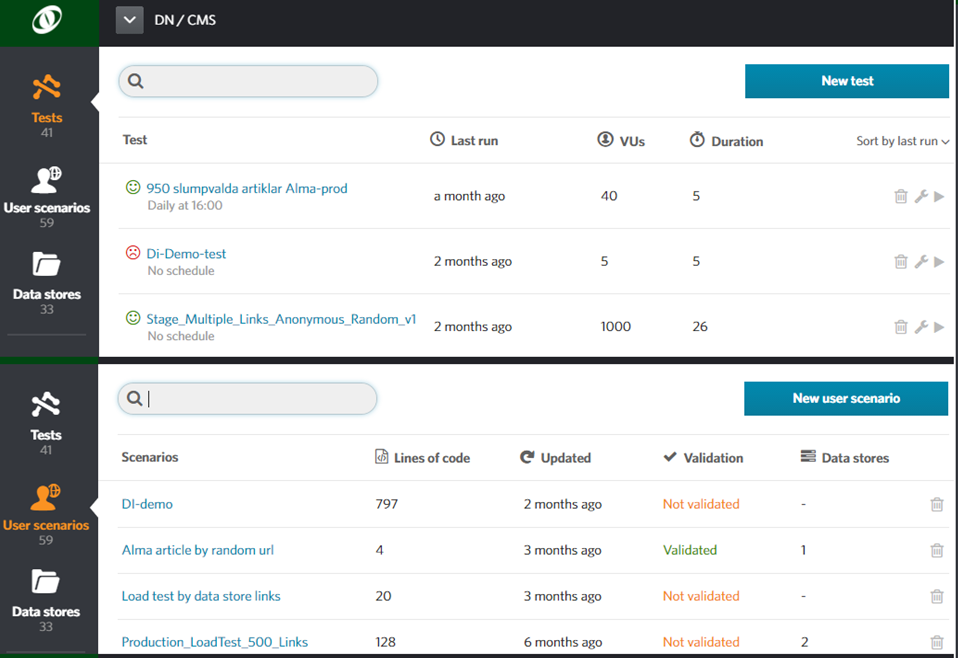 DN / CMS
New test
Tests
41
Test Last run VUs Duration Sort by last run
950 slumpvalda artiklar Alma-prod
Daily at 16:00
a month ago 40 5
User scenarios
59
Di-Demo-test
No schedule
2 months ago 5 5
Data stores
33
Stage_Multiple_Links_Anonymous_Random_v1
No schedule
2 months ago 1000 26
New user scenario
Tests
41
Scenarios Lines of code Updated Validation Data stores
DI-demo 797 2 months ago Not validated -
User scenarios
59
Alma article by random url 4 3 months ago Validated 1
Load test by data store links 20 3 months ago Not validated -
Data stores
33
Production_LoadTest_500_Links 128 6 months ago Not validated 2